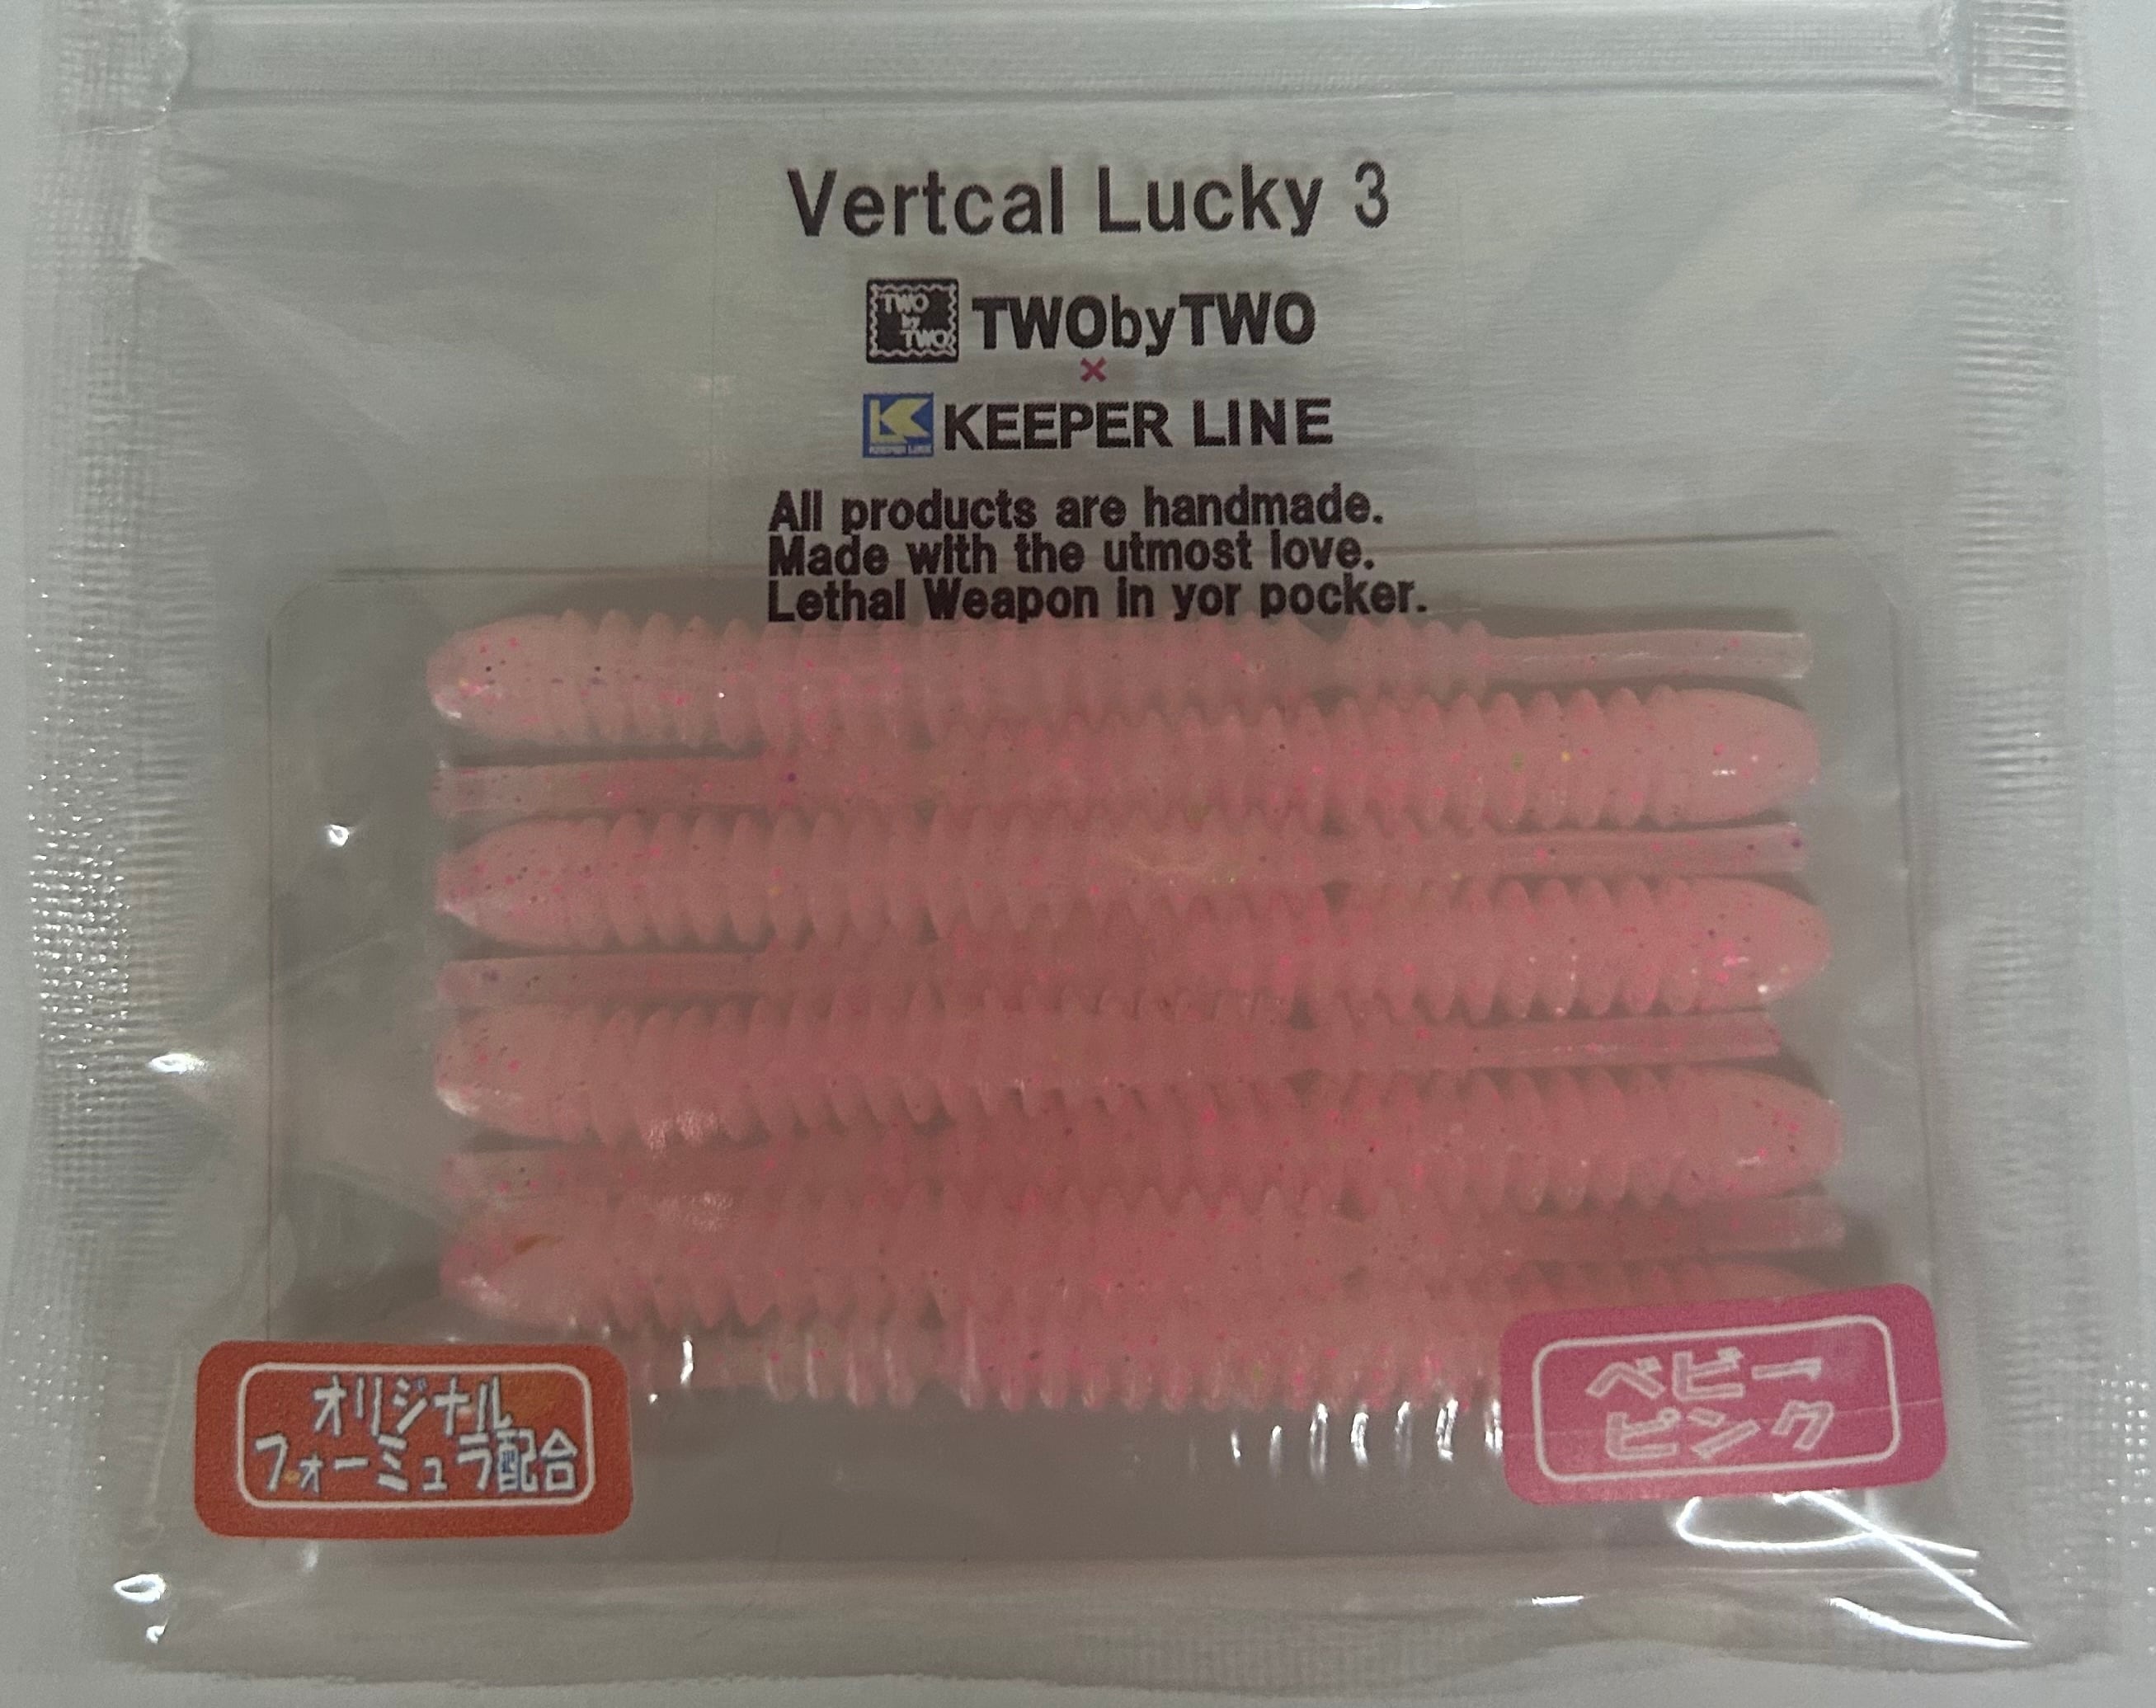 Vertcal Lucky 3
TWO
by
TWO
TWObyTWO
×
KEEPER LINE
KEEPER LINE
All products are handmade.
Made with the utmost love.
Lethal Weapon in yor pocker.
オリジナル
フォーミュラ配合
ベビー
ピンク